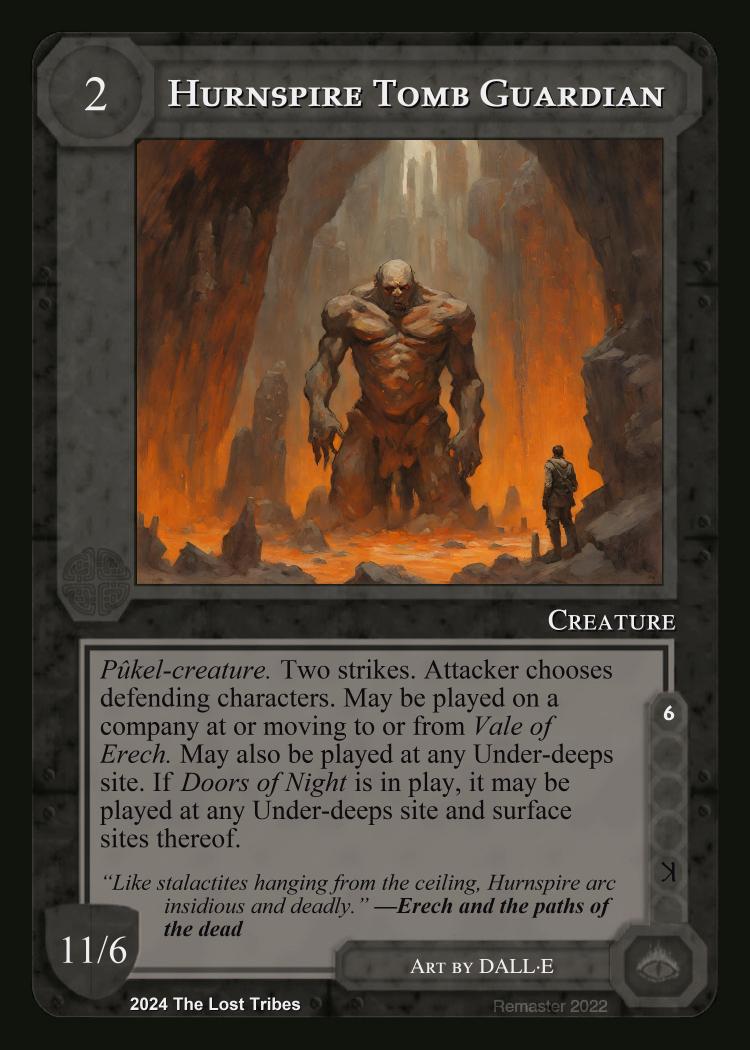 2
HURNSPIRE TOMB GUARDIAN
CREATURE
Pûkel-creature. Two strikes. Attacker chooses
defending characters. May be played on a
company at or moving to or from Vale of
Erech. May also be played at any Under-deeps
site. If Doors of Night is in play, it may be
played at any Under-deeps site and surface
sites thereof.
6
“Like stalactites hanging from the ceiling, Hurnspire arc
insidious and deadly.” —Erech and the paths of
the dead
11/6
ART BY DALL·E
2024 The Lost Tribes
Remaster 2022